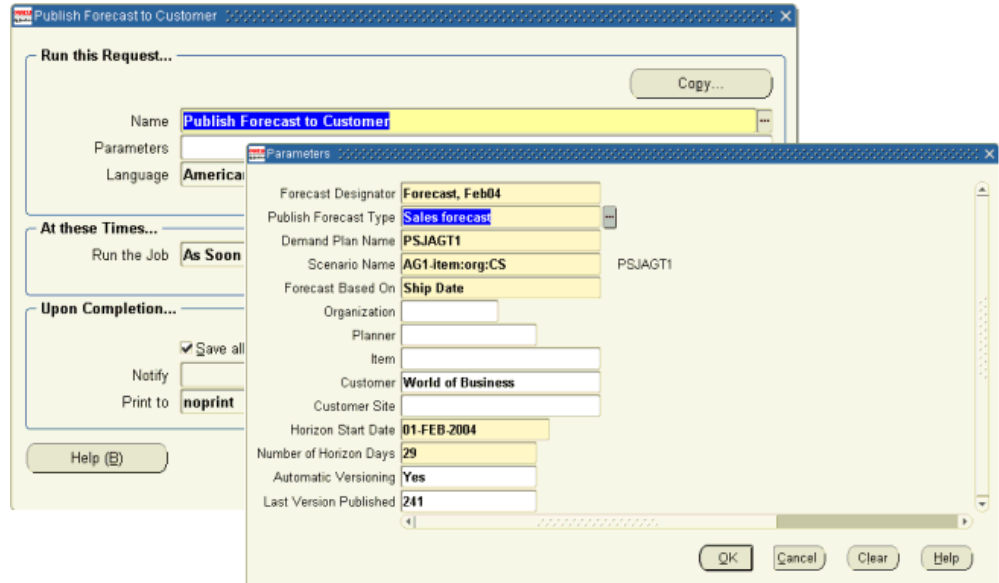 Publish Forecast to Customer
Run this Request...
Copy...
Name Publish Forecast to Customer
Parameters
Language America
At these Times...
Run the Job As Soon
Upon Completion...
Save all
Notify
Print to noprint
Help (B)
Parameters
Forecast Designator Forecast, Feb04
Publish Forecast Type Sales forecast
Demand Plan Name PSJAGT1
Scenario Name AG1-item:org:CS PSJAGT1
Forecast Based On Ship Date
Organization
Planner
Item
Customer World of Business
Customer Site
Horizon Start Date 01-FEB-2004
Number of Horizon Days 29
Automatic Versioning Yes
Last Version Published 241
OK Cancel Clear Help